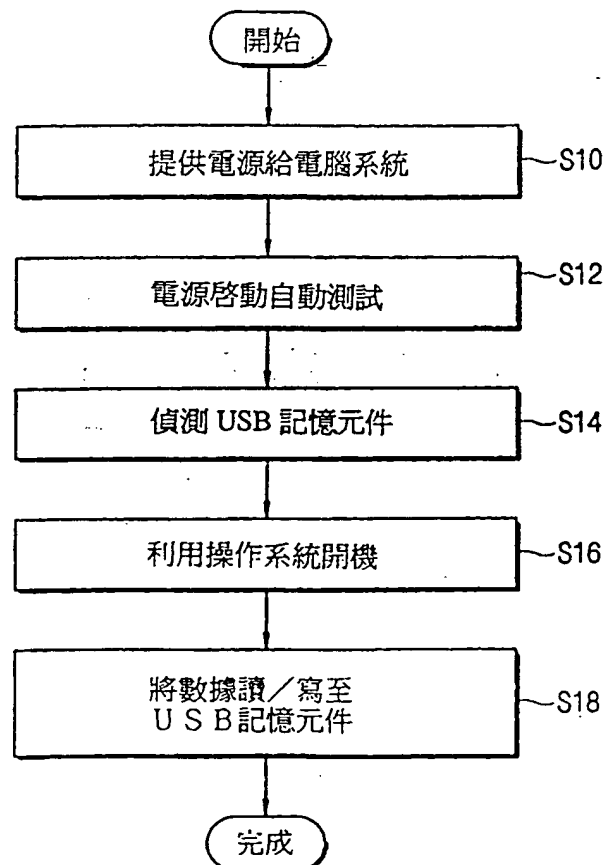 開始
提供電源給電腦系統
S10
電源啓動自動測試
S12
偵測 USB 記憶元件
S14
利用操作系統開機
S16
將數據讀／寫至
ＵＳＢ記憶元件
S18
完成